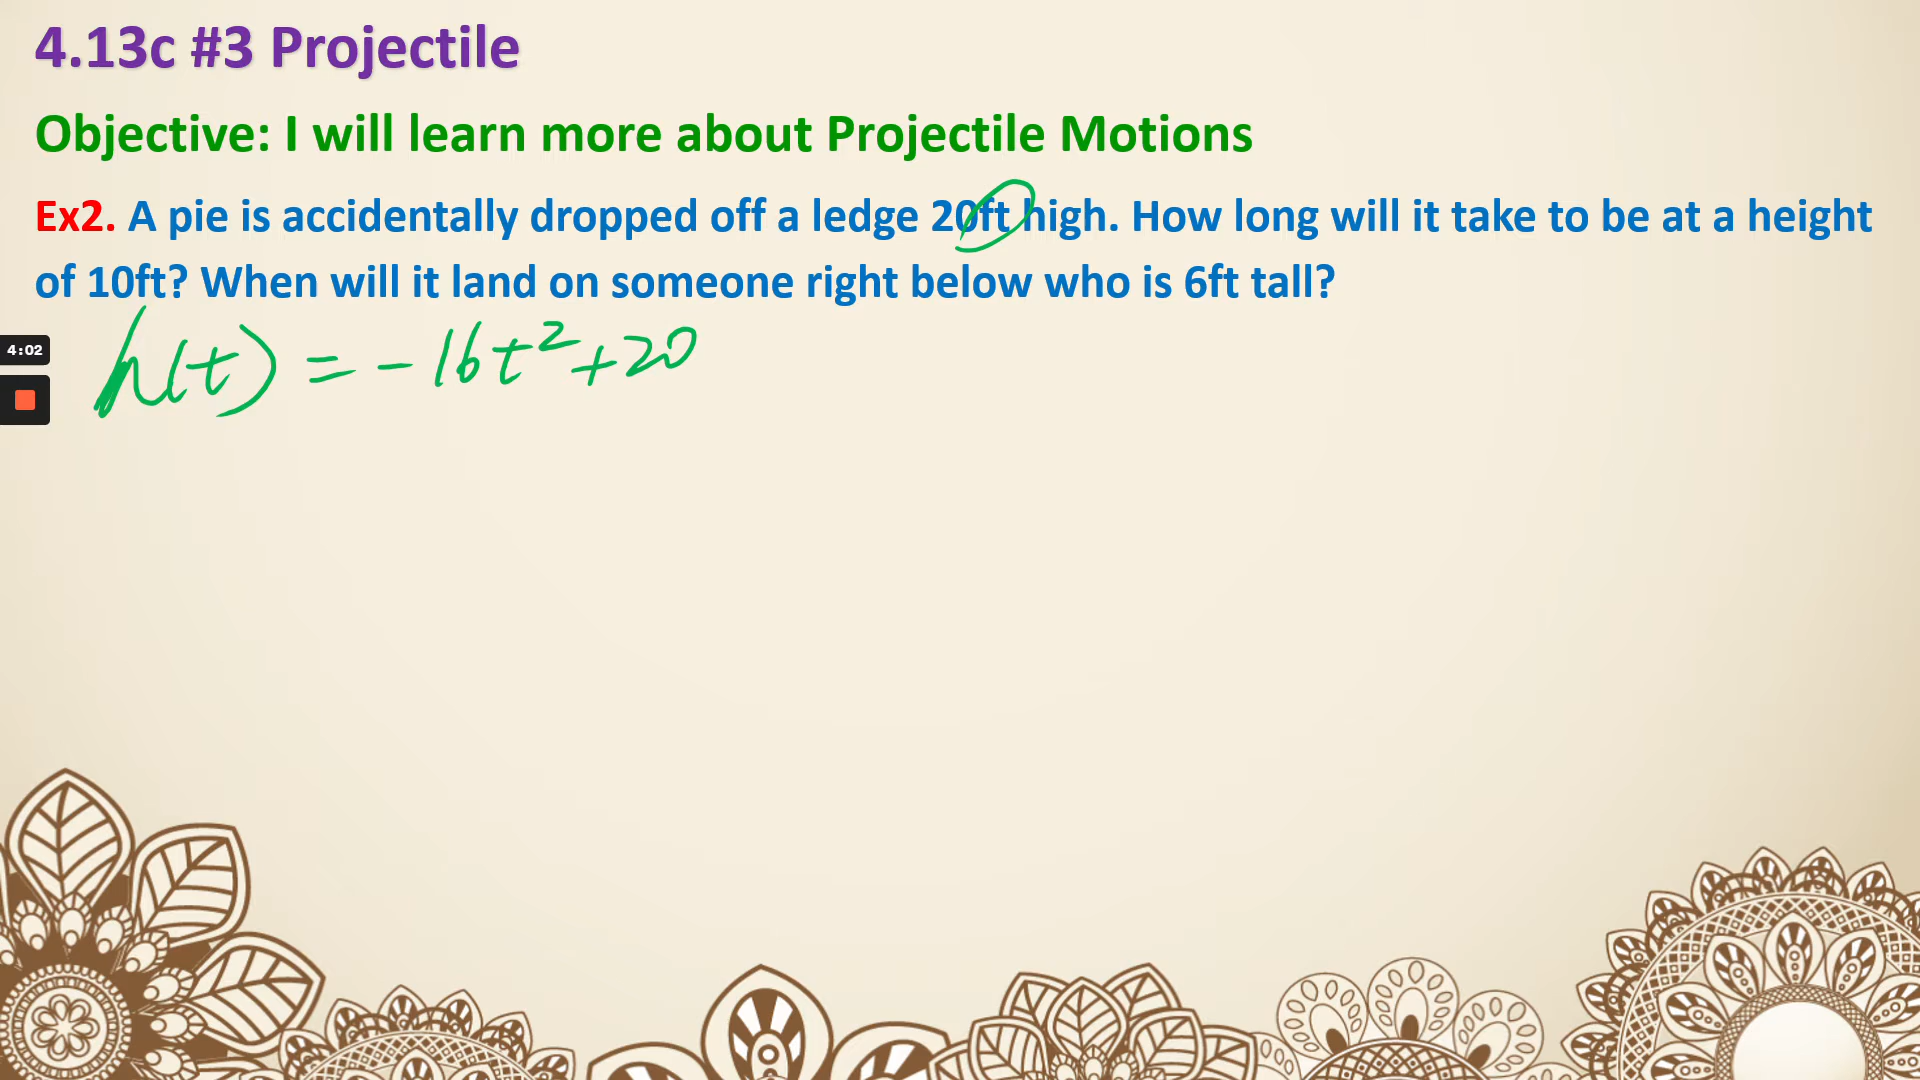 4.13c #3 Projectile
Objective: I will learn more about Projectile Motions
Ex2. A pie is accidentally dropped off a ledge 20ft high. How long will it take to be at a height
of 10ft? When will it land on someone right below who is 6ft tall?
4:02
h(t) = -16t²+20